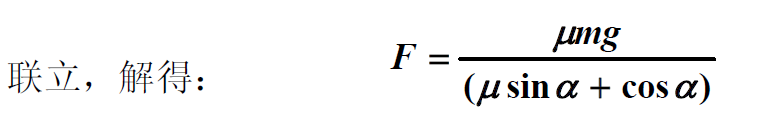 联立，解得： F = μmg / (μ sin α + cos α)